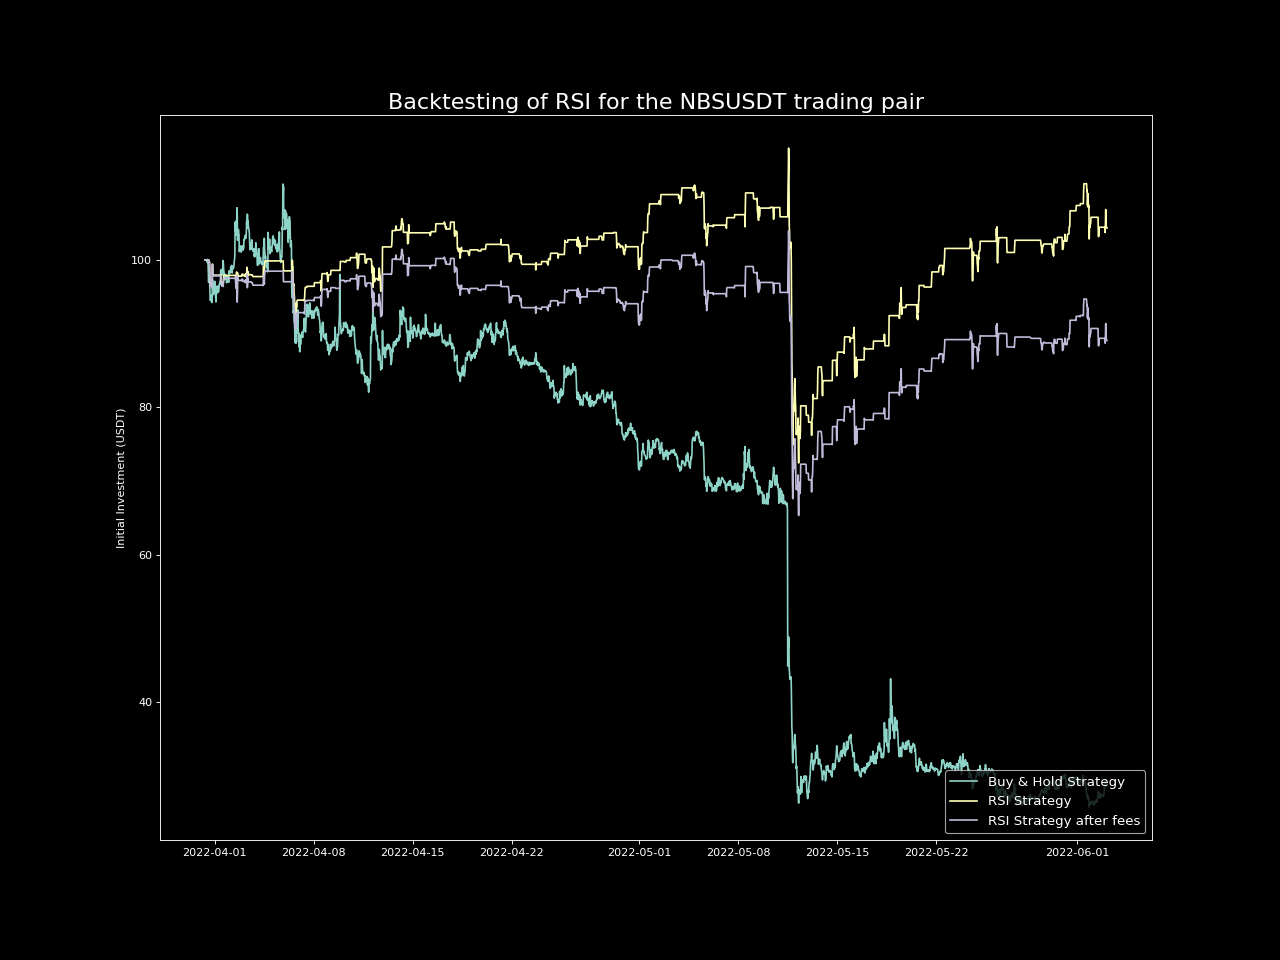 Backtesting of RSI for the NBSUSDT trading pair
Initial Investment (USDT)
100
80
60
40
2022-04-01 2022-04-08 2022-04-15 2022-04-22 2022-05-01 2022-05-08 2022-05-15 2022-05-22 2022-06-01
Buy & Hold Strategy
RSI Strategy
RSI Strategy after fees